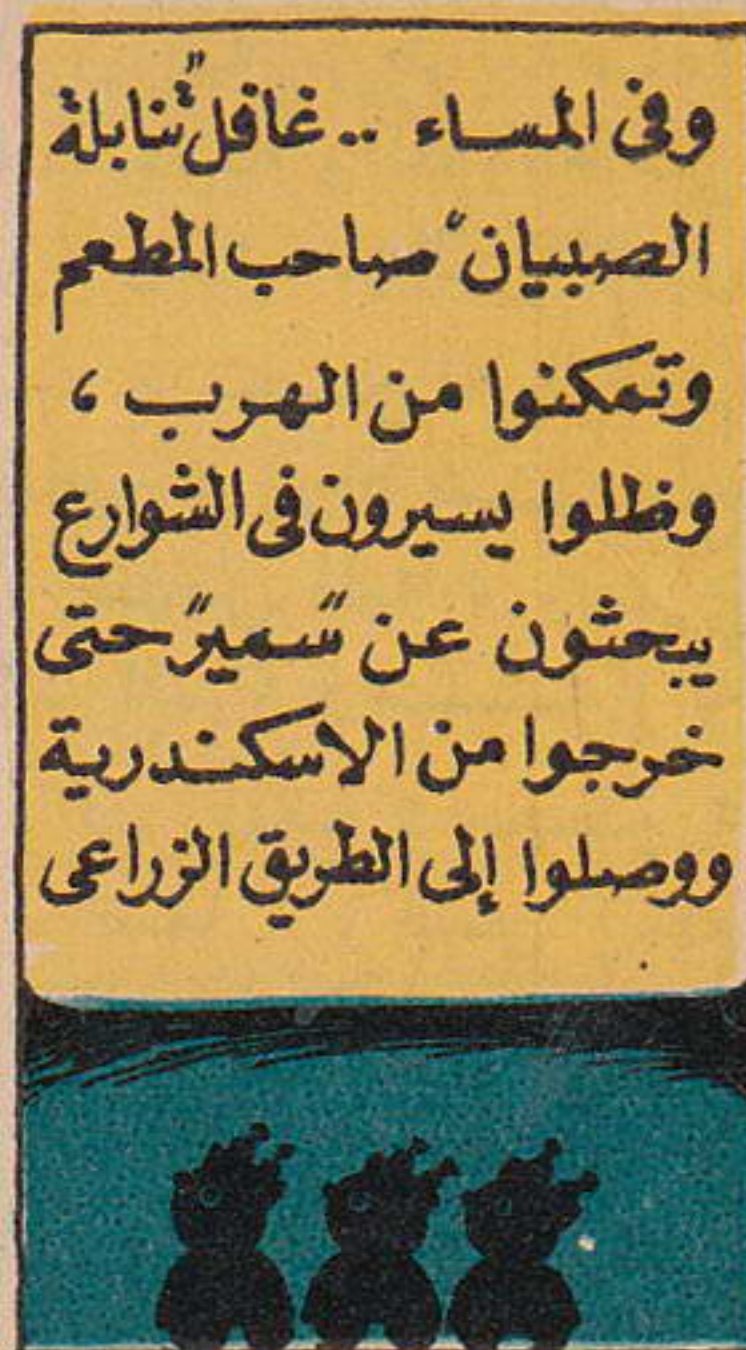 وفى المساء .. غافل "تنابلة
الصبيان" صاحب المطعم
وتمكنوا من الهرب ،
وظلوا يسيرون فى الشوارع
يبحثون عن "سمير" حتى
خرجوا من الاسكندرية
ووصلوا إلى الطريق الزراعى